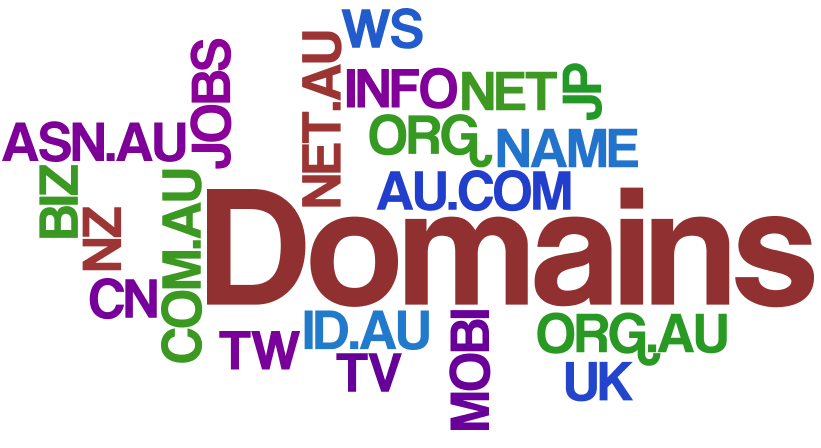 WS
JOBS
NET.AU
INFO
NET
JP
ORG
NAME
ASN.AU
BIZ
NZ
COM.AU
AU.COM
Domains
CN
TW
ID.AU
TV
MOBI
ORG.AU
UK